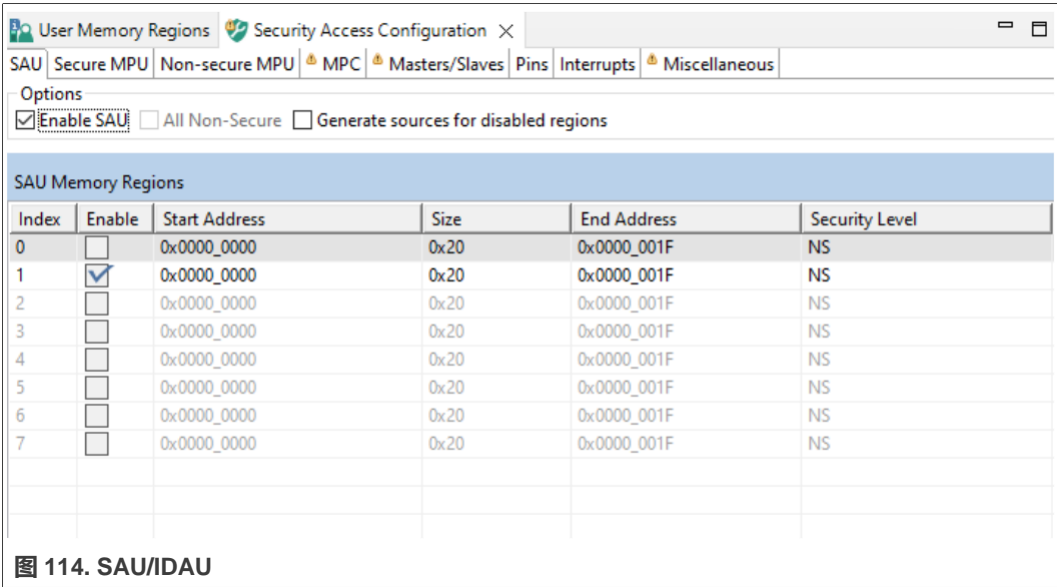 User Memory Regions Security Access Configuration
SAU Secure MPU Non-secure MPU MPC Masters/Slaves Pins Interrupts Miscellaneous
Options
Enable SAU All Non-Secure Generate sources for disabled regions
SAU Memory Regions
Index Enable Start Address Size End Address Security Level
0 0x0000_0000 0x20 0x0000_001F NS
1 0x0000_0000 0x20 0x0000_001F NS
2 0x0000_0000 0x20 0x0000_001F NS
3 0x0000_0000 0x20 0x0000_001F NS
4 0x0000_0000 0x20 0x0000_001F NS
5 0x0000_0000 0x20 0x0000_001F NS
6 0x0000_0000 0x20 0x0000_001F NS
7 0x0000_0000 0x20 0x0000_001F NS
图 114. SAU/IDAU